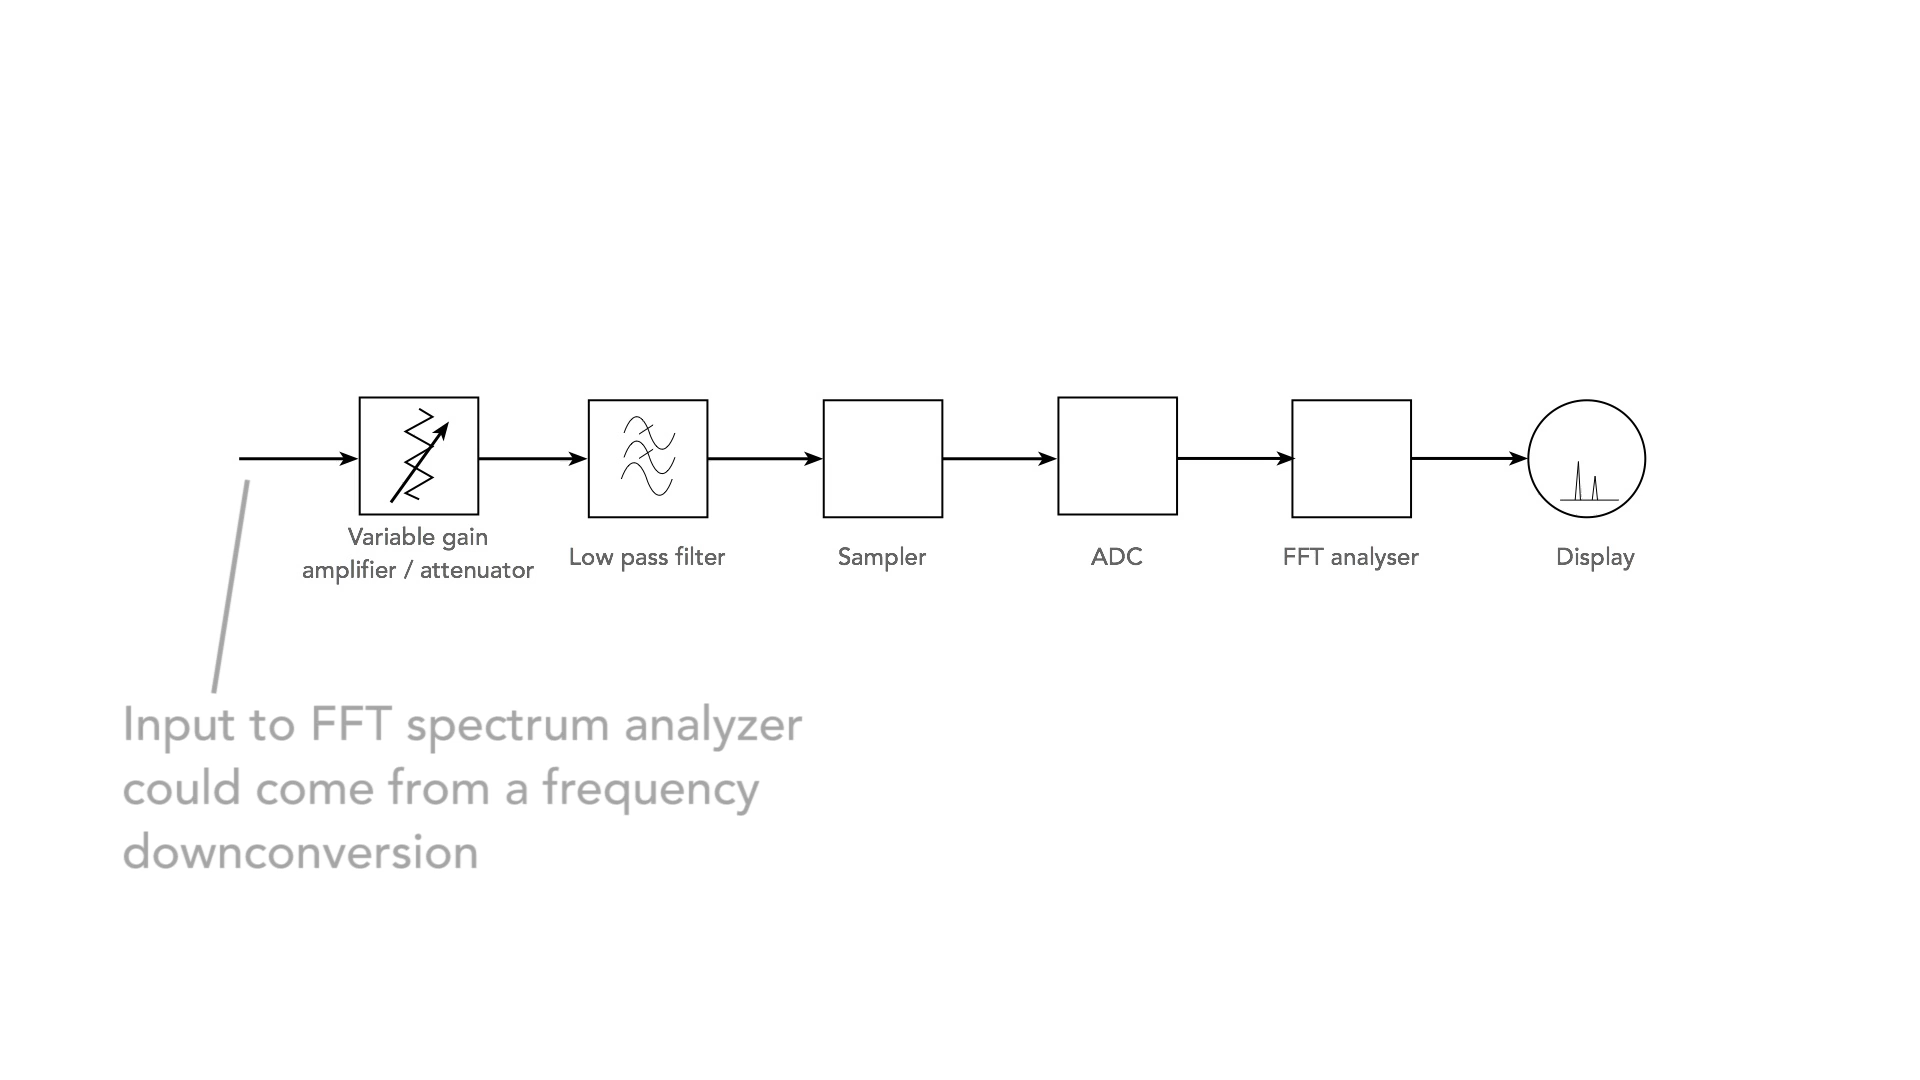 Variable gain
amplifier / attenuator
Low pass filter
Sampler
ADC
FFT analyser
Display
Input to FFT spectrum analyzer
could come from a frequency
downconversion